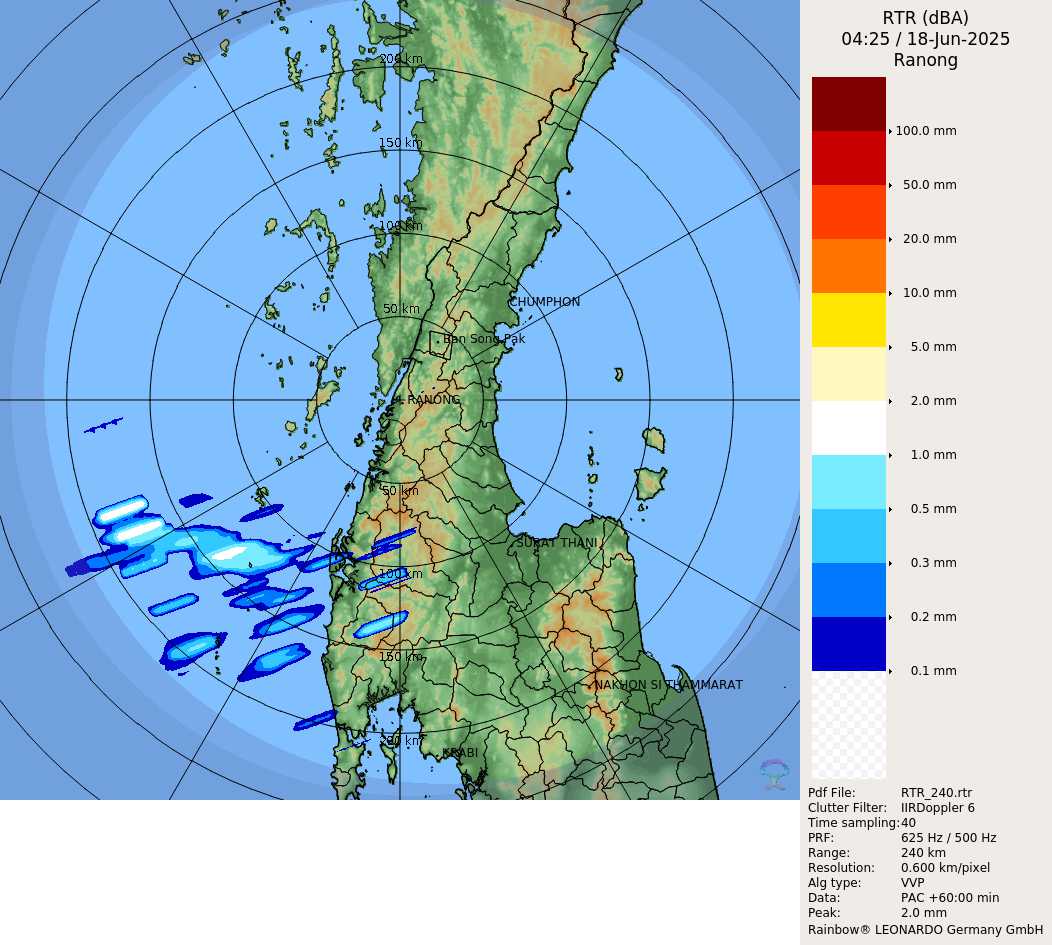 RTR (dBA)
04:25 / 18-Jun-2025
Ranong
100.0 mm
50.0 mm
20.0 mm
10.0 mm
5.0 mm
2.0 mm
1.0 mm
0.5 mm
0.3 mm
0.2 mm
0.1 mm
Pdf File: RTR_240.rtr
Clutter Filter: IIRDoppler 6
Time sampling:40
PRF: 625 Hz / 500 Hz
Range: 240 km
Resolution: 0.600 km/pixel
Alg type: VVP
Data: PAC +60:00 min
Peak: 2.0 mm
Rainbow® LEONARDO Germany GmbH
200 km
150 km
100 km
50 km
CHUMPHON
Ban Song Pak
RANONG
50 km
SURAT THANI
100 km
150 km
NAKHON SI THAMMARAT
200 km
KRABI